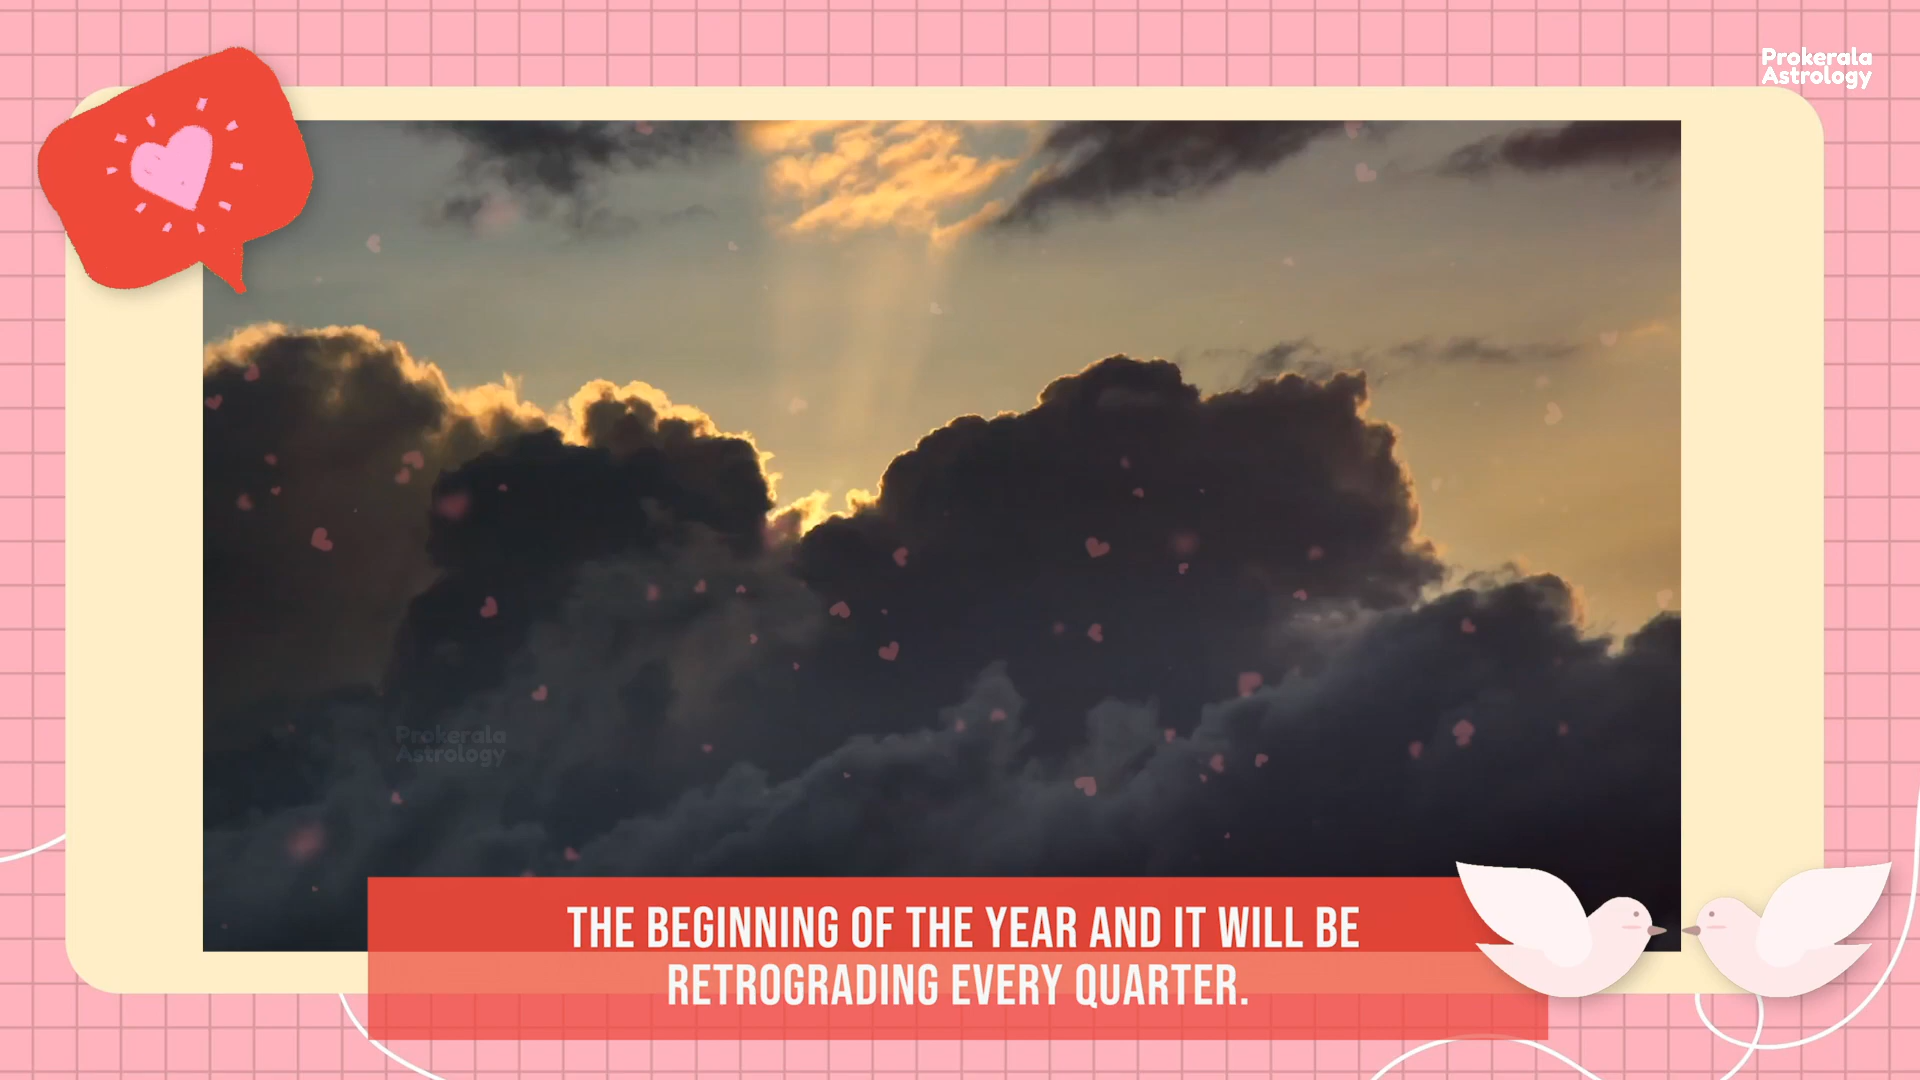 Prokerala
Astrology
Prokerala
Astrology
THE BEGINNING OF THE YEAR AND IT WILL BE
RETROGRADING EVERY QUARTER.